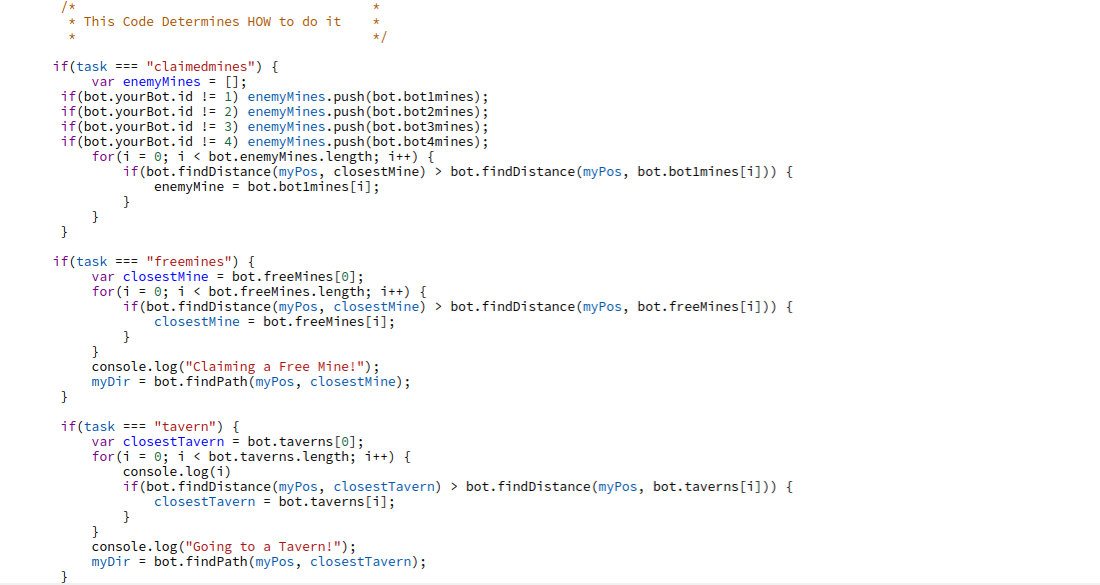 /*                                      *
 * This Code Determines HOW to do it    *
 *                                      */
if(task === "claimedmines") {
var enemyMines = [];
if(bot.yourBot.id != 1) enemyMines.push(bot.bot1mines);
if(bot.yourBot.id != 2) enemyMines.push(bot.bot2mines);
if(bot.yourBot.id != 3) enemyMines.push(bot.bot3mines);
if(bot.yourBot.id != 4) enemyMines.push(bot.bot4mines);
for(i = 0; i < bot.enemyMines.length; i++) {
if(bot.findDistance(myPos, closestMine) > bot.findDistance(myPos, bot.bot1mines[i])) {
enemyMine = bot.bot1mines[i];
}
}
}
if(task === "freemines") {
var closestMine = bot.freeMines[0];
for(i = 0; i < bot.freeMines.length; i++) {
if(bot.findDistance(myPos, closestMine) > bot.findDistance(myPos, bot.freeMines[i])) {
closestMine = bot.freeMines[i];
}
}
console.log("Claiming a Free Mine!");
myDir = bot.findPath(myPos, closestMine);
}
if(task === "tavern") {
var closestTavern = bot.taverns[0];
for(i = 0; i < bot.taverns.length; i++) {
console.log(i)
if(bot.findDistance(myPos, closestTavern) > bot.findDistance(myPos, bot.taverns[i])) {
closestTavern = bot.taverns[i];
}
}
console.log("Going to a Tavern!");
myDir = bot.findPath(myPos, closestTavern);
}